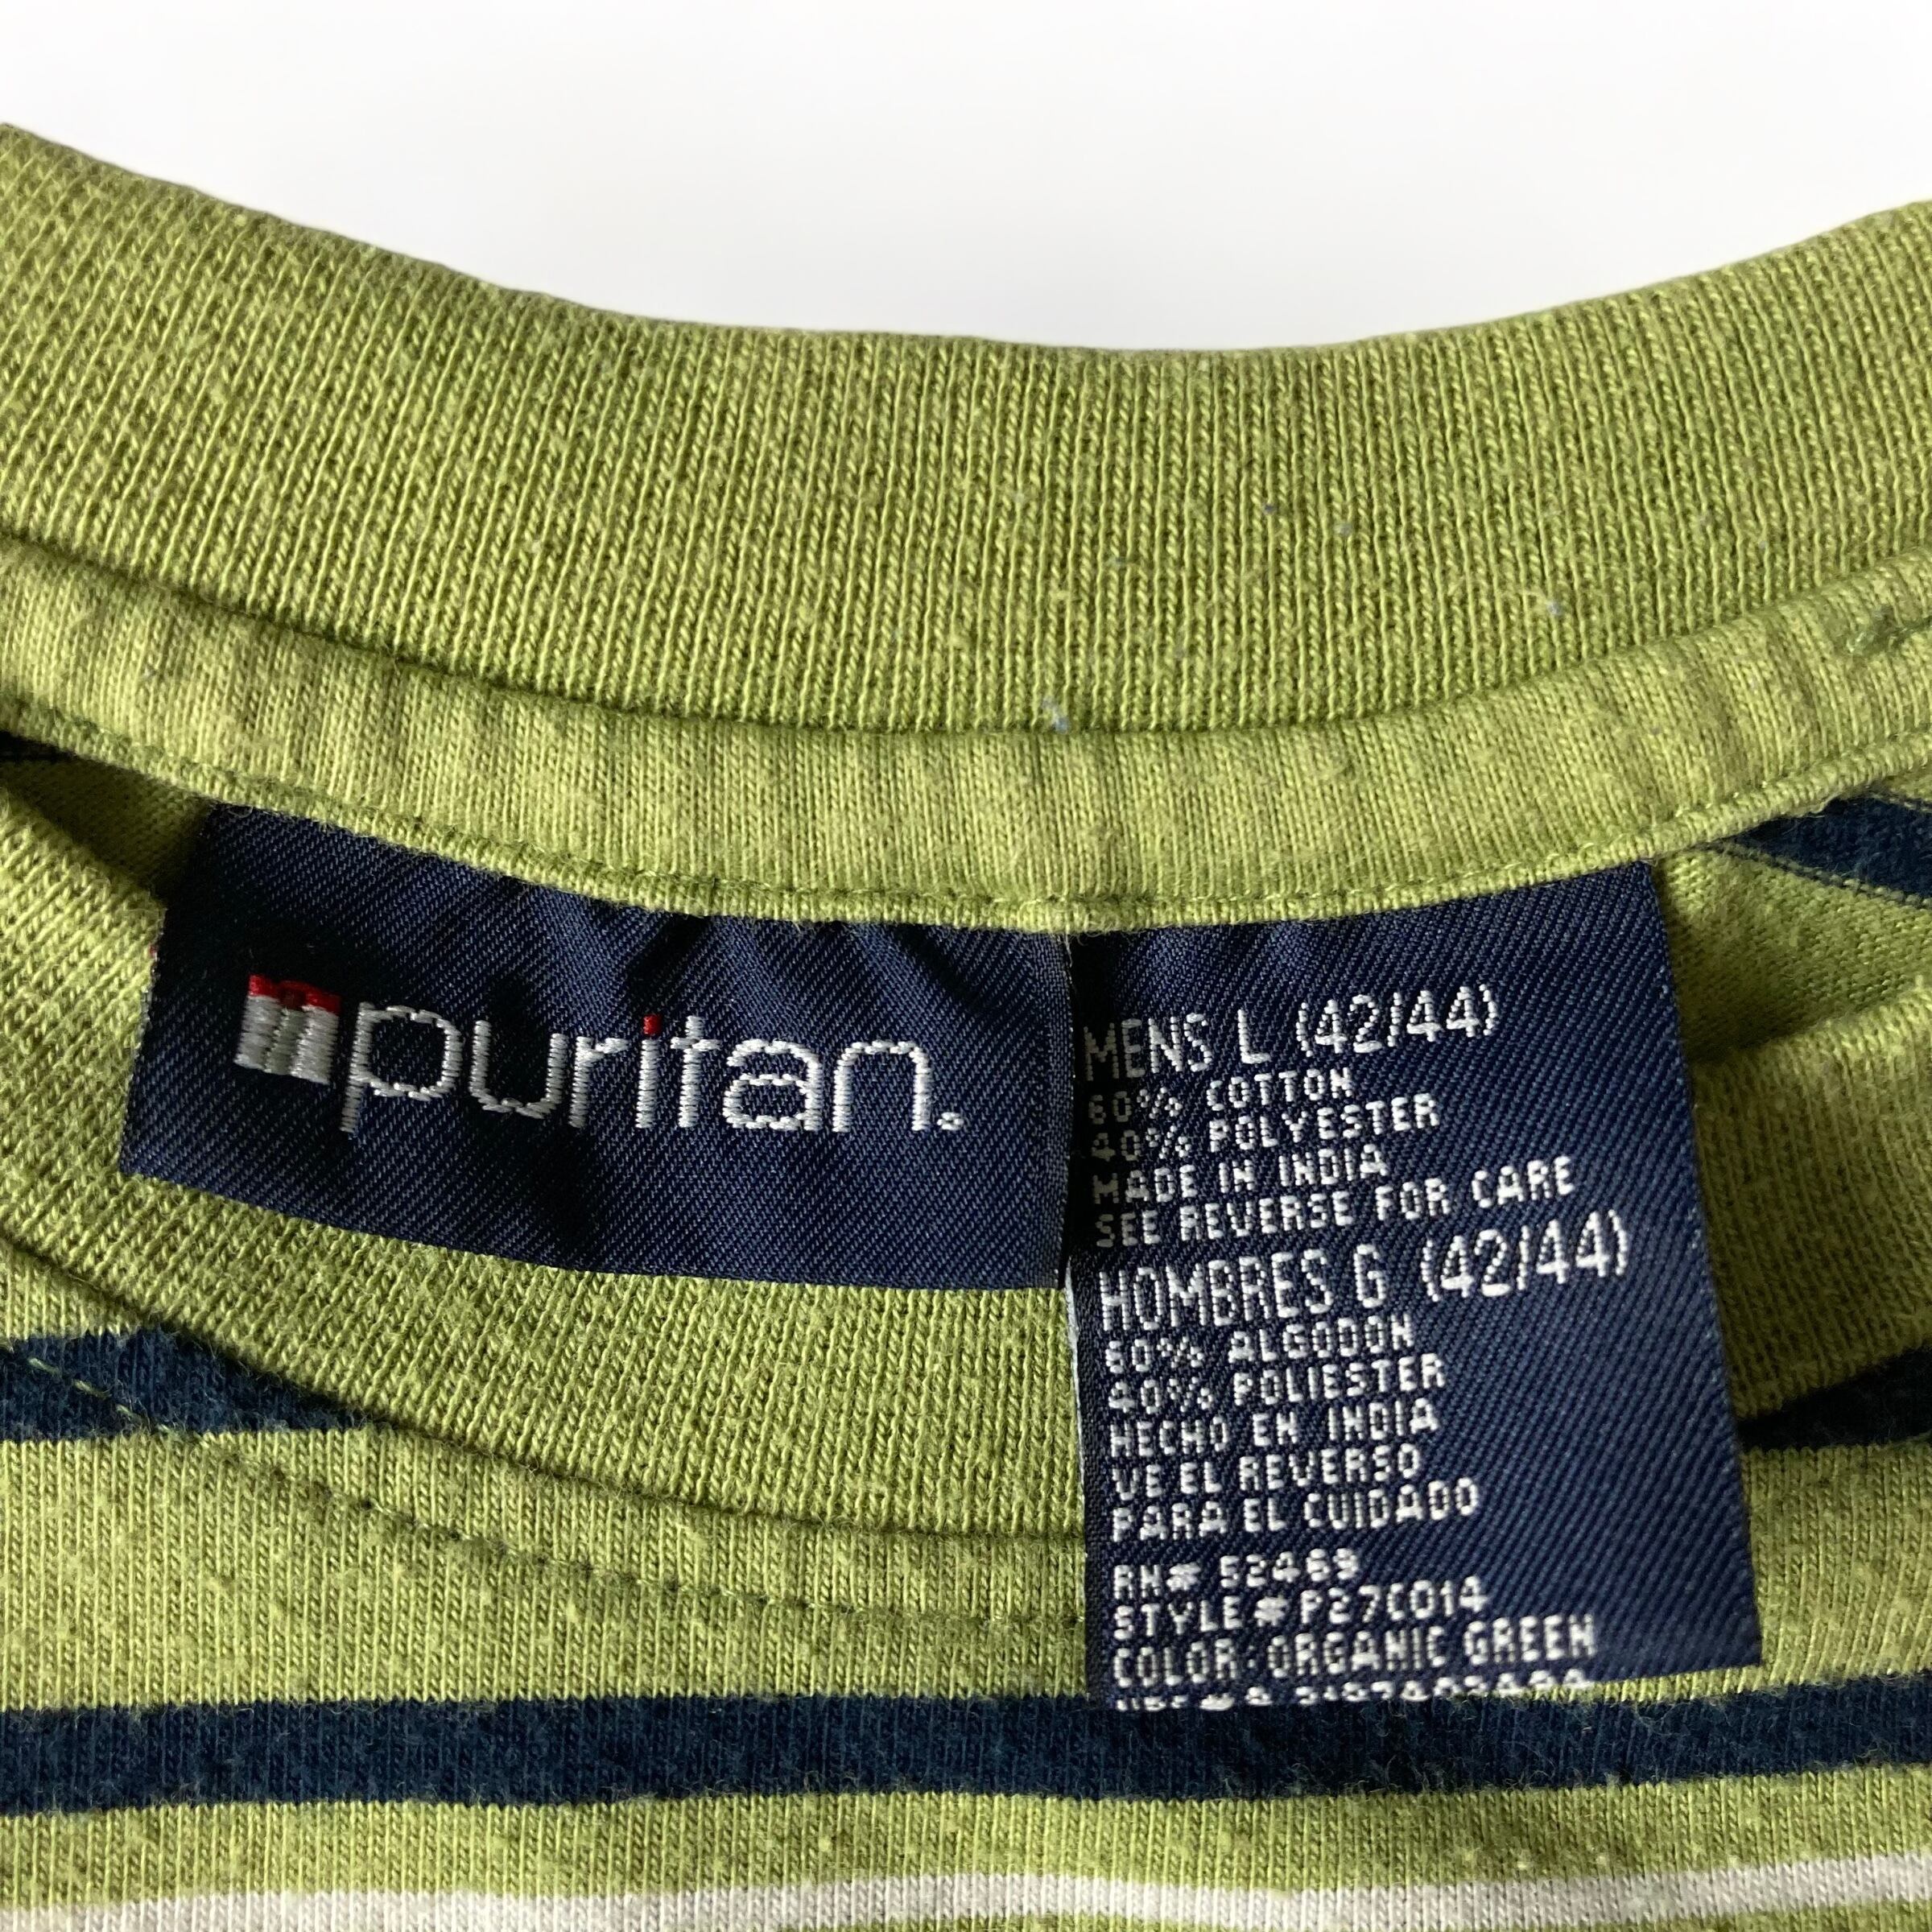 puritan.
MENS L (42/44)
60% COTTON
40% POLYESTER
MADE IN INDIA
SEE REVERSE FOR CARE
HOMBRES G (42/44)
60% ALGODON
40% POLIESTER
HECHO EN INDIA
VE EL REVERSO
PARA EL CUIDADO
RN# 52469
STYLE # P27C014
COLOR: ORGANIC GREEN